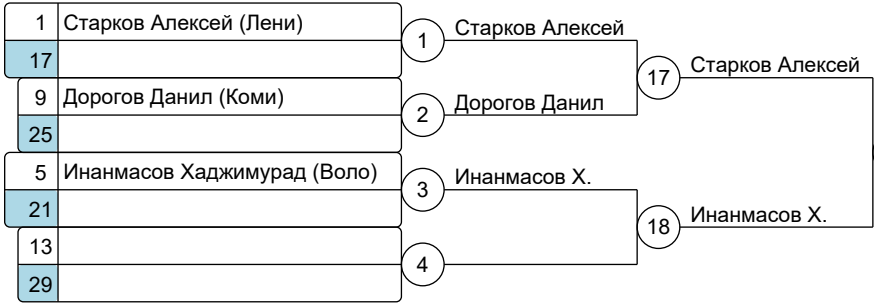 1 Старков Алексей (Лени)
17
1 Старков Алексей
9 Дорогов Данил (Коми)
25
2 Дорогов Данил
17 Старков Алексей
5 Инанмасов Хаджимурад (Воло)
21
3 Инанмасов Х.
13
29
4
18 Инанмасов Х.